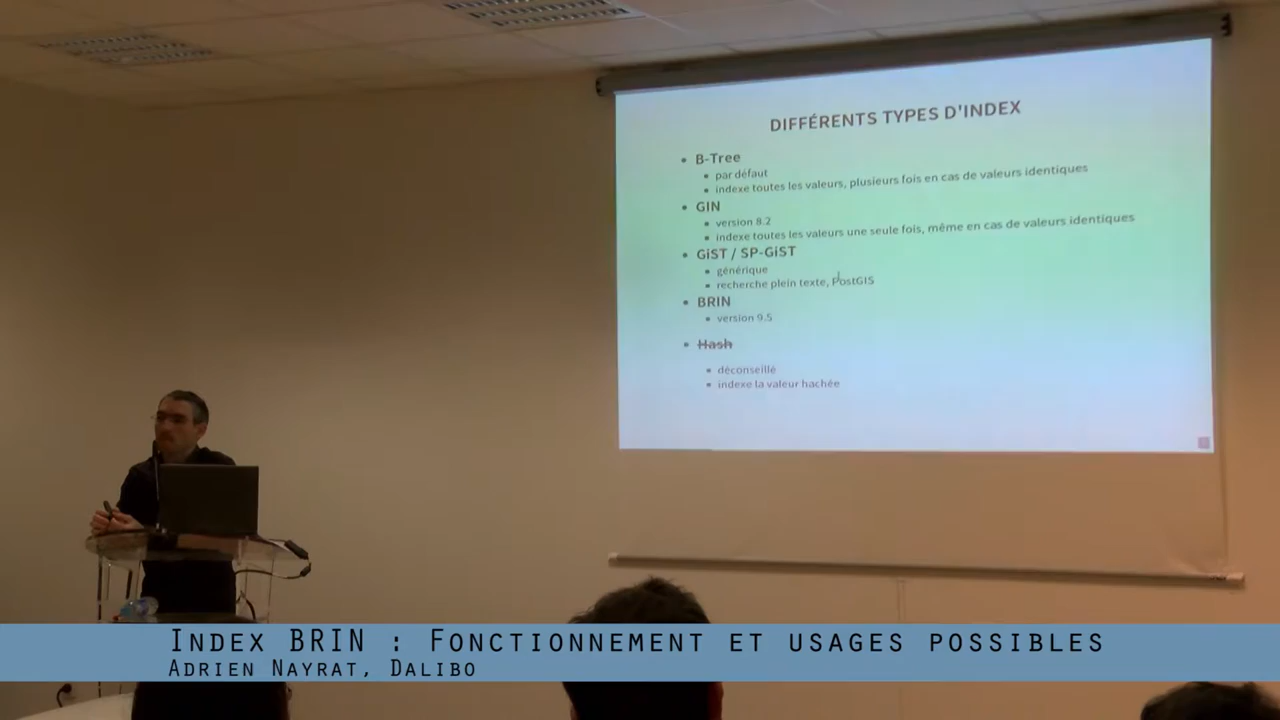 DIFFÉRENTS TYPES D'INDEX
B-Tree
par défaut
indexe toutes les valeurs, plusieurs fois en cas de valeurs identiques
GIN
version 8.2
indexe toutes les valeurs une seule fois, même en cas de valeurs identiques
GiST / SP-GiST
générique
recherche plein texte, PostGIS
BRIN
version 9.5
Hash
déconseillé
indexe la valeur hachée
INDEX BRIN : FONCTIONNEMENT ET USAGES POSSIBLES
ADRIEN NAYRAT, DALIBO